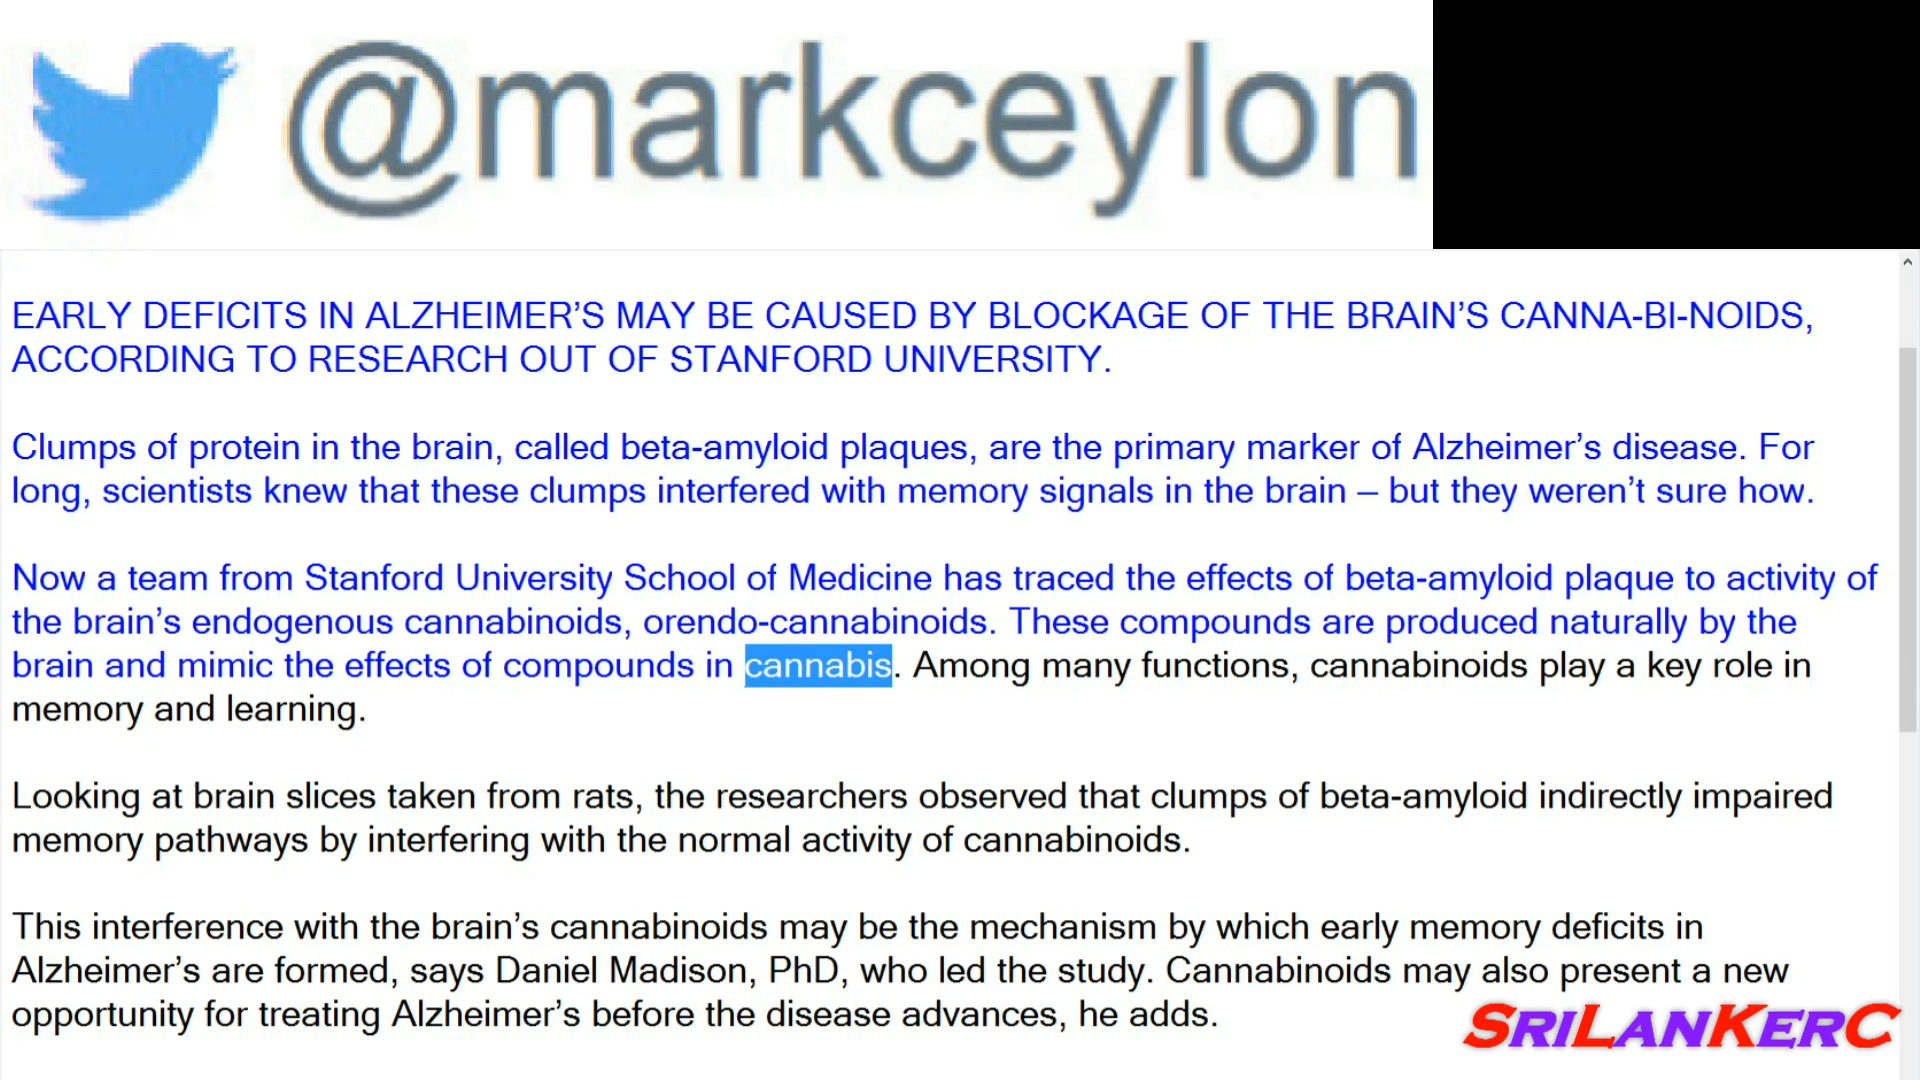 @markceylon
EARLY DEFICITS IN ALZHEIMER’S MAY BE CAUSED BY BLOCKAGE OF THE BRAIN’S CANNA-BI-NOIDS,
ACCORDING TO RESEARCH OUT OF STANFORD UNIVERSITY.
Clumps of protein in the brain, called beta-amyloid plaques, are the primary marker of Alzheimer’s disease. For
long, scientists knew that these clumps interfered with memory signals in the brain – but they weren’t sure how.
Now a team from Stanford University School of Medicine has traced the effects of beta-amyloid plaque to activity of
the brain’s endogenous cannabinoids, orendo-cannabinoids. These compounds are produced naturally by the
brain and mimic the effects of compounds in cannabis. Among many functions, cannabinoids play a key role in
memory and learning.
Looking at brain slices taken from rats, the researchers observed that clumps of beta-amyloid indirectly impaired
memory pathways by interfering with the normal activity of cannabinoids.
This interference with the brain’s cannabinoids may be the mechanism by which early memory deficits in
Alzheimer’s are formed, says Daniel Madison, PhD, who led the study. Cannabinoids may also present a new
opportunity for treating Alzheimer’s before the disease advances, he adds.
SRILANKERC